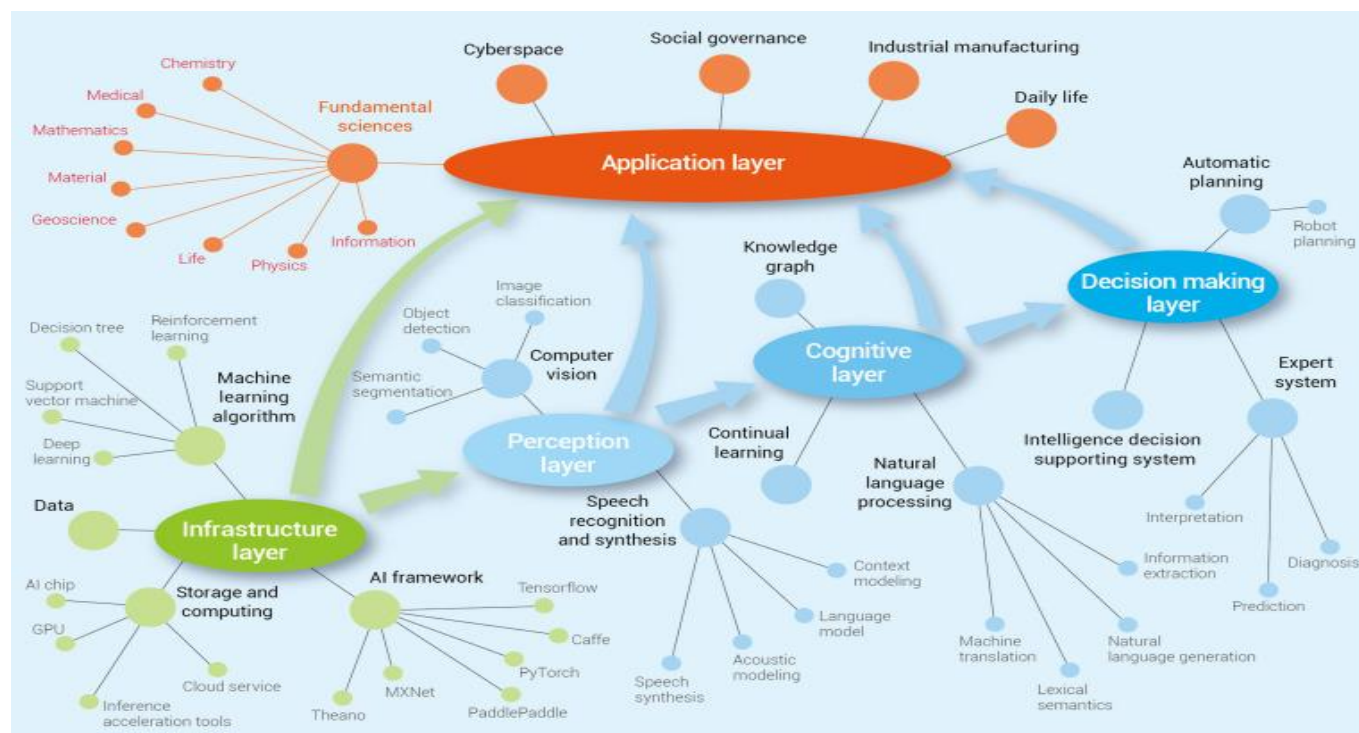 Cyberspace
Social governance
Industrial manufacturing
Daily life
Chemistry
Medical
Mathematics
Material
Geoscience
Life
Physics
Information
Fundamental
sciences
Application layer
Automatic
planning
Robot
planning
Decision making
layer
Knowledge
graph
Cognitive
layer
Expert
system
Intelligence decision
supporting system
Interpretation
Diagnosis
Prediction
Image
classification
Object
detection
Semantic
segmentation
Computer
vision
Perception
layer
Continual
learning
Natural
language
processing
Information
extraction
Natural
language generation
Machine
translation
Lexical
semantics
Speech
recognition
and synthesis
Context
modeling
Language
model
Acoustic
modeling
Speech
synthesis
Decision tree
Reinforcement
learning
Support
vector machine
Deep
learning
Machine
learning
algorithm
Data
Infrastructure
layer
AI framework
Storage and
computing
AI chip
GPU
Cloud service
Inference
acceleration tools
Tensorflow
Caffe
PyTorch
PaddlePaddle
MXNet
Theano